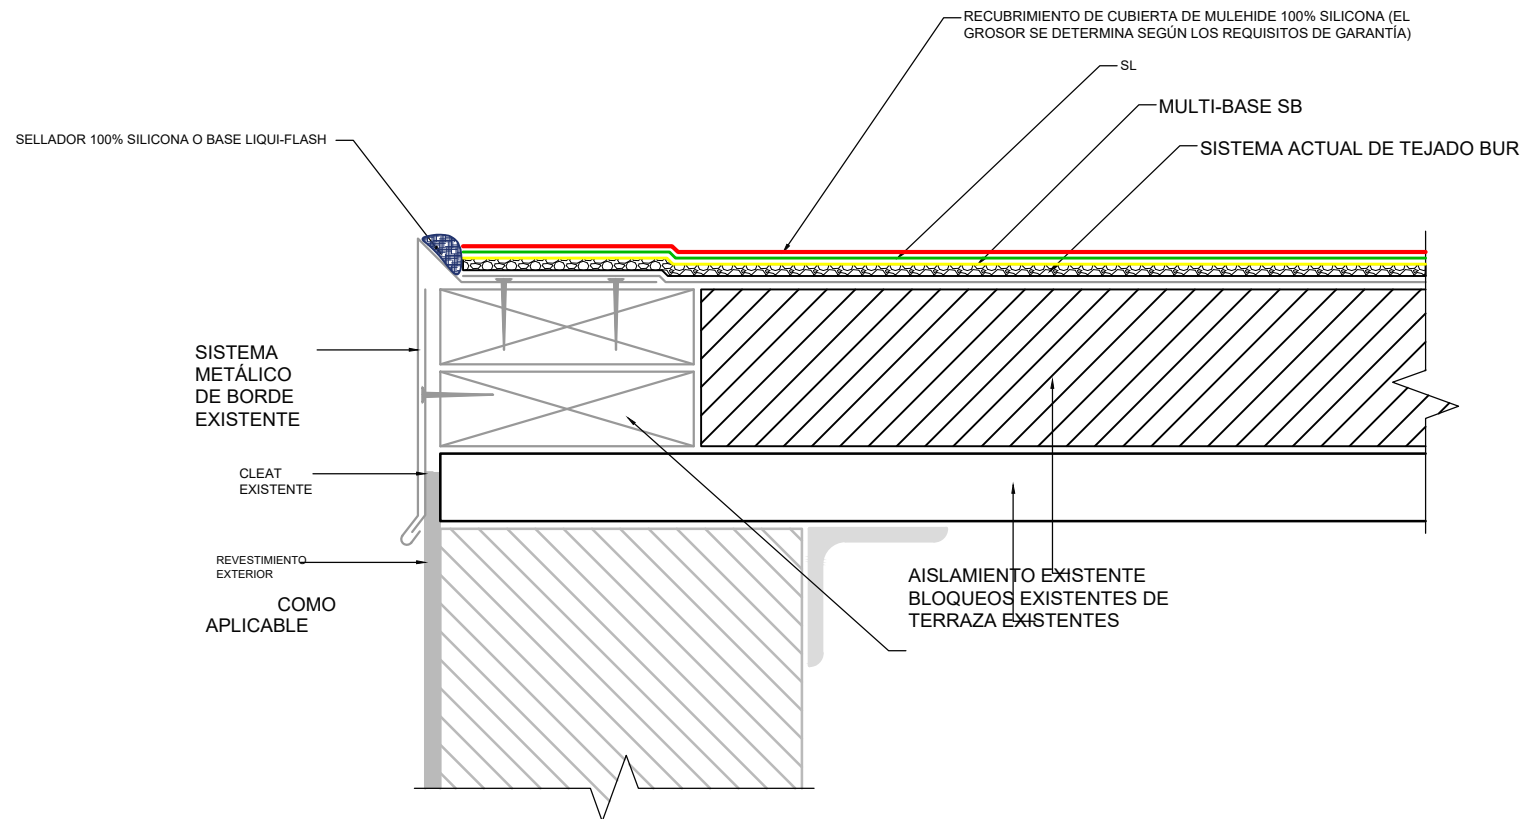 RECUBRIMIENTO DE CUBIERTA DE MULEHIDE 100% SILICONA (EL
GROSOR SE DETERMINA SEGÚN LOS REQUISITOS DE GARANTÍA)
SL
MULTI-BASE SB
SELLADOR 100% SILICONA O BASE LIQUI-FLASH
SISTEMA ACTUAL DE TEJADO BUR
SISTEMA
METÁLICO
DE BORDE
EXISTENTE
CLEAT
EXISTENTE
REVESTIMIENTO
EXTERIOR
COMO
APLICABLE
AISLAMIENTO EXISTENTE
BLOQUEOS EXISTENTES DE
TERRAZA EXISTENTES